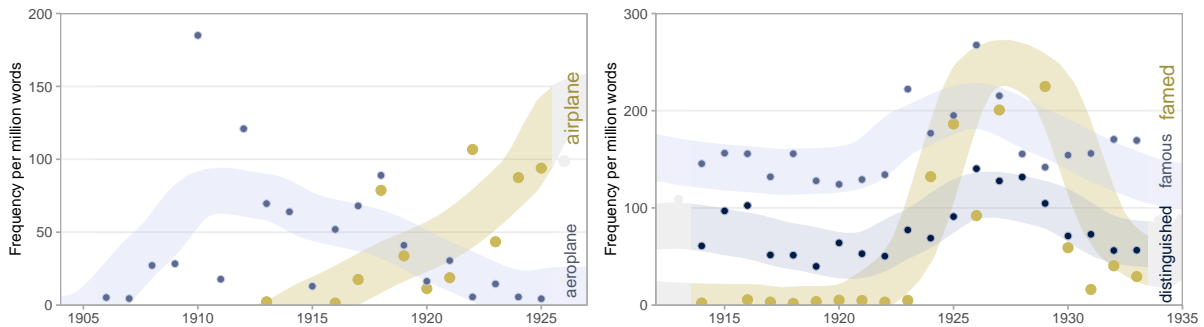 Frequency per million words
200
150
100
50
0
1905
1910
1915
1920
1925
airplane
aeroplane
Frequency per million words
300
200
100
0
1915
1920
1925
1930
1935
famed
famous
distinguished